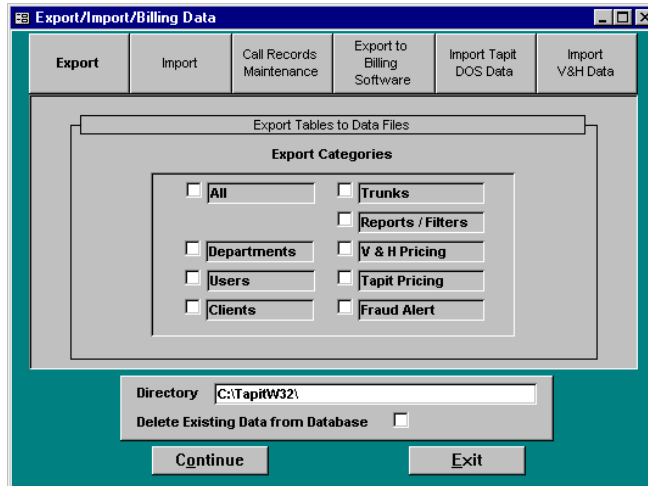 Export/Import/Billing Data
Export
Import
Call Records
Maintenance
Export to
Billing
Software
Import Tapit
DOS Data
Import
V&H Data
Export Tables to Data Files
Export Categories
All
Trunks
Reports / Filters
Departments
V & H Pricing
Users
Tapit Pricing
Clients
Fraud Alert
Directory C:\TapitW32\
Delete Existing Data from Database
Continue
Exit